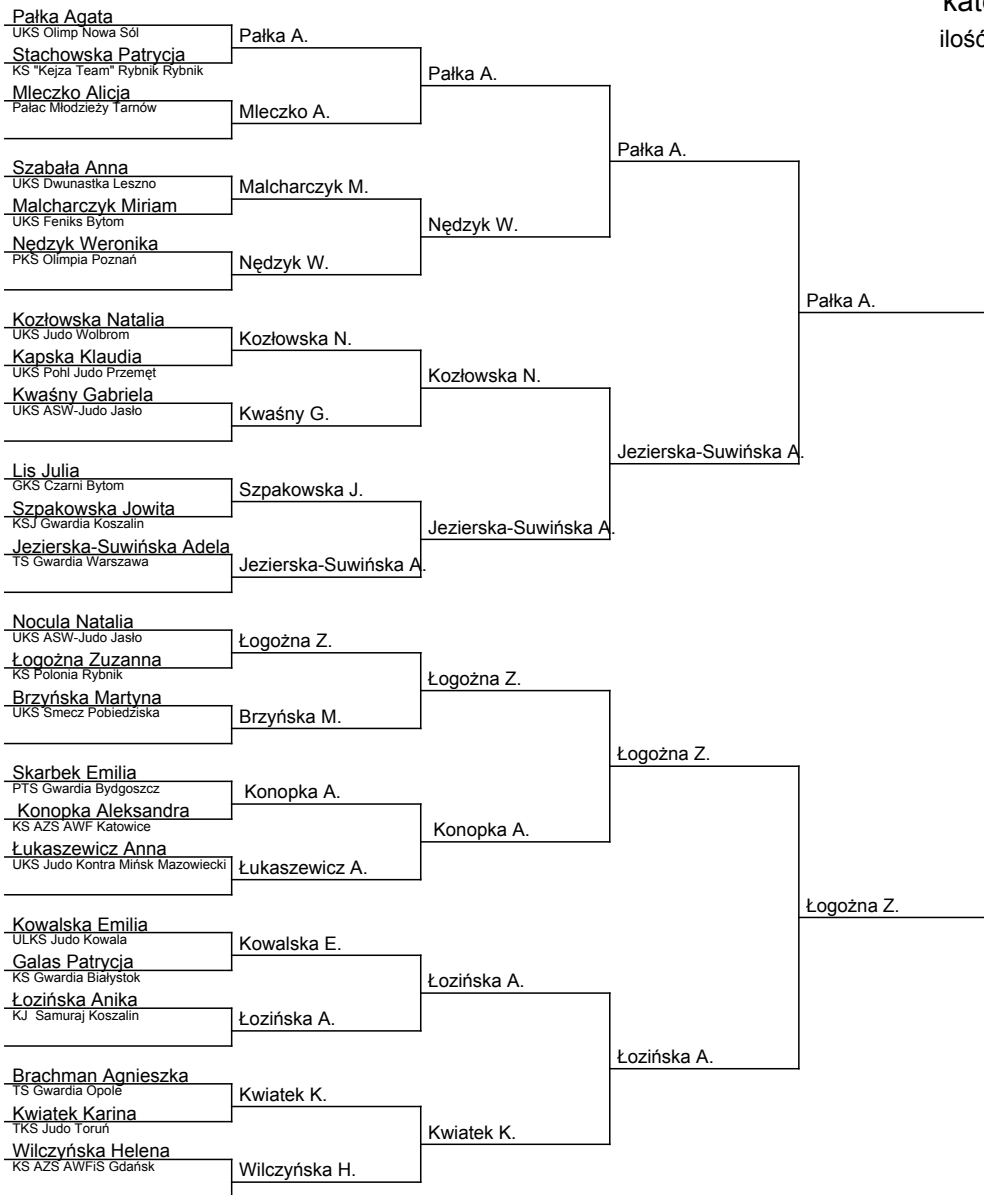 kat
ilość
Pałka Agata
UKS Olimp Nowa Sól
Stachowska Patrycja
KS "Kejza Team" Rybnik Rybnik
Mleczko Alicja
Pałac Młodzieży Tarnów
Szabała Anna
UKS Dwunastka Leszno
Malcharczyk Miriam
UKS Feniks Bytom
Nędzyk Weronika
PKS Olimpia Poznań
Kozłowska Natalia
UKS Judo Wolbrom
Kapska Klaudia
UKS Pohl Judo Przemęt
Kwaśny Gabriela
UKS ASW-Judo Jasło
Lis Julia
GKS Czarni Bytom
Szpakowska Jowita
KSJ Gwardia Koszalin
Jezierska-Suwińska Adela
TS Gwardia Warszawa
Nocula Natalia
UKS ASW-Judo Jasło
Łogożna Zuzanna
KS Polonia Rybnik
Brzyńska Martyna
UKS Smecz Pobiedziska
Skarbek Emilia
PTS Gwardia Bydgoszcz
Konopka Aleksandra
KS AZS AWF Katowice
Łukaszewicz Anna
UKS Judo Kontra Mińsk Mazowiecki
Kowalska Emilia
ULKS Judo Kowala
Galas Patrycja
KS Gwardia Białystok
Łozińska Anika
KJ Samuraj Koszalin
Brachman Agnieszka
TS Gwardia Opole
Kwiatek Karina
TKS Judo Toruń
Wilczyńska Helena
KS AZS AWFiS Gdańsk
Pałka A.
Mleczko A.
Malcharczyk M.
Nędzyk W.
Kozłowska N.
Kwaśny G.
Szpakowska J.
Jezierska-Suwińska A.
Łogożna Z.
Brzyńska M.
Konopka A.
Łukaszewicz A.
Kowalska E.
Łozińska A.
Kwiatek K.
Wilczyńska H.
Pałka A.
Nędzyk W.
Kozłowska N.
Jezierska-Suwińska A.
Łogożna Z.
Konopka A.
Łozińska A.
Kwiatek K.
Pałka A.
Jezierska-Suwińska A.
Łogożna Z.
Łozińska A.
Pałka A.
Łogożna Z.